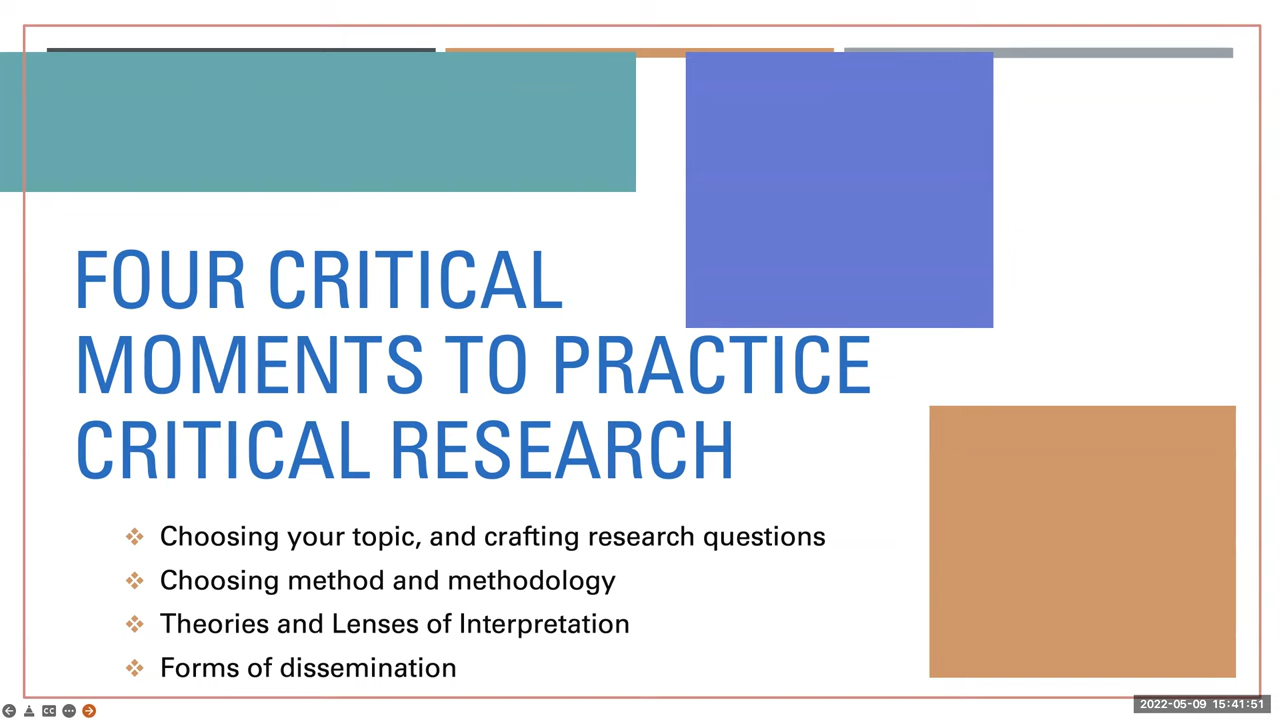 FOUR CRITICAL
MOMENTS TO PRACTICE
CRITICAL RESEARCH
Choosing your topic, and crafting research questions
Choosing method and methodology
Theories and Lenses of Interpretation
Forms of dissemination
CC
2022-05-09 15:41:51